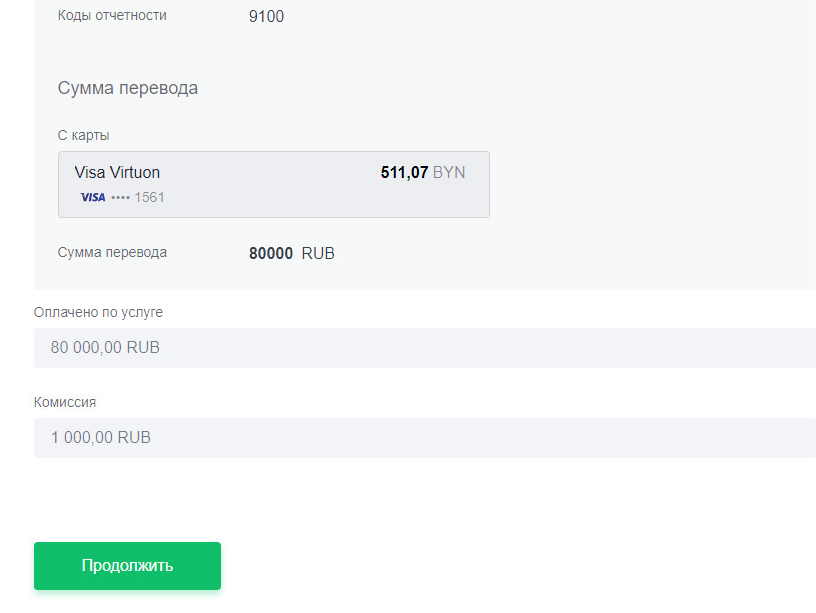 Коды отчетности 9100
Сумма перевода
С карты
Visa Virtuon 511,07 BYN
VISA •••• 1561
Сумма перевода 80000 RUB
Оплачено по услуге
80 000,00 RUB
Комиссия
1 000,00 RUB
Продолжить